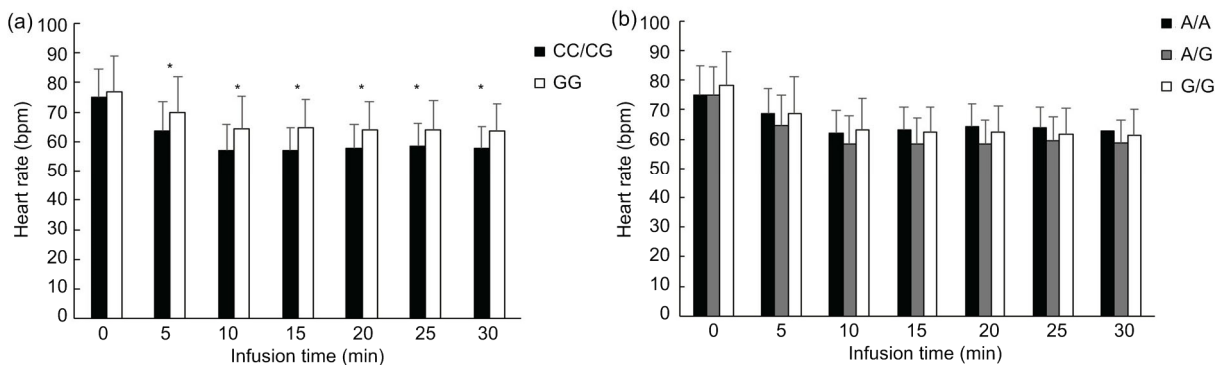 (a)
100
90
80
70
60
50
40
30
20
10
0
Heart rate (bpm)
* * * * * *
CC/CG
GG
0 5 10 15 20 25 30
Infusion time (min)
(b)
100
90
80
70
60
50
40
30
20
10
0
Heart rate (bpm)
A/A
A/G
G/G
0 5 10 15 20 25 30
Infusion time (min)